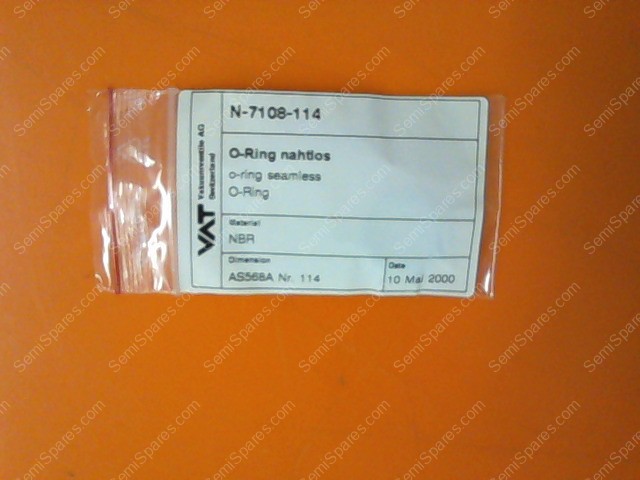 N-7108-114
VAT Vakuumventile AG
Switzerland
O-Ring nahtlos
o-ring seamless
O-Ring
Material
NBR
Dimension
AS568A Nr. 114
Date
10 Mai 2000
SemiSpares.com